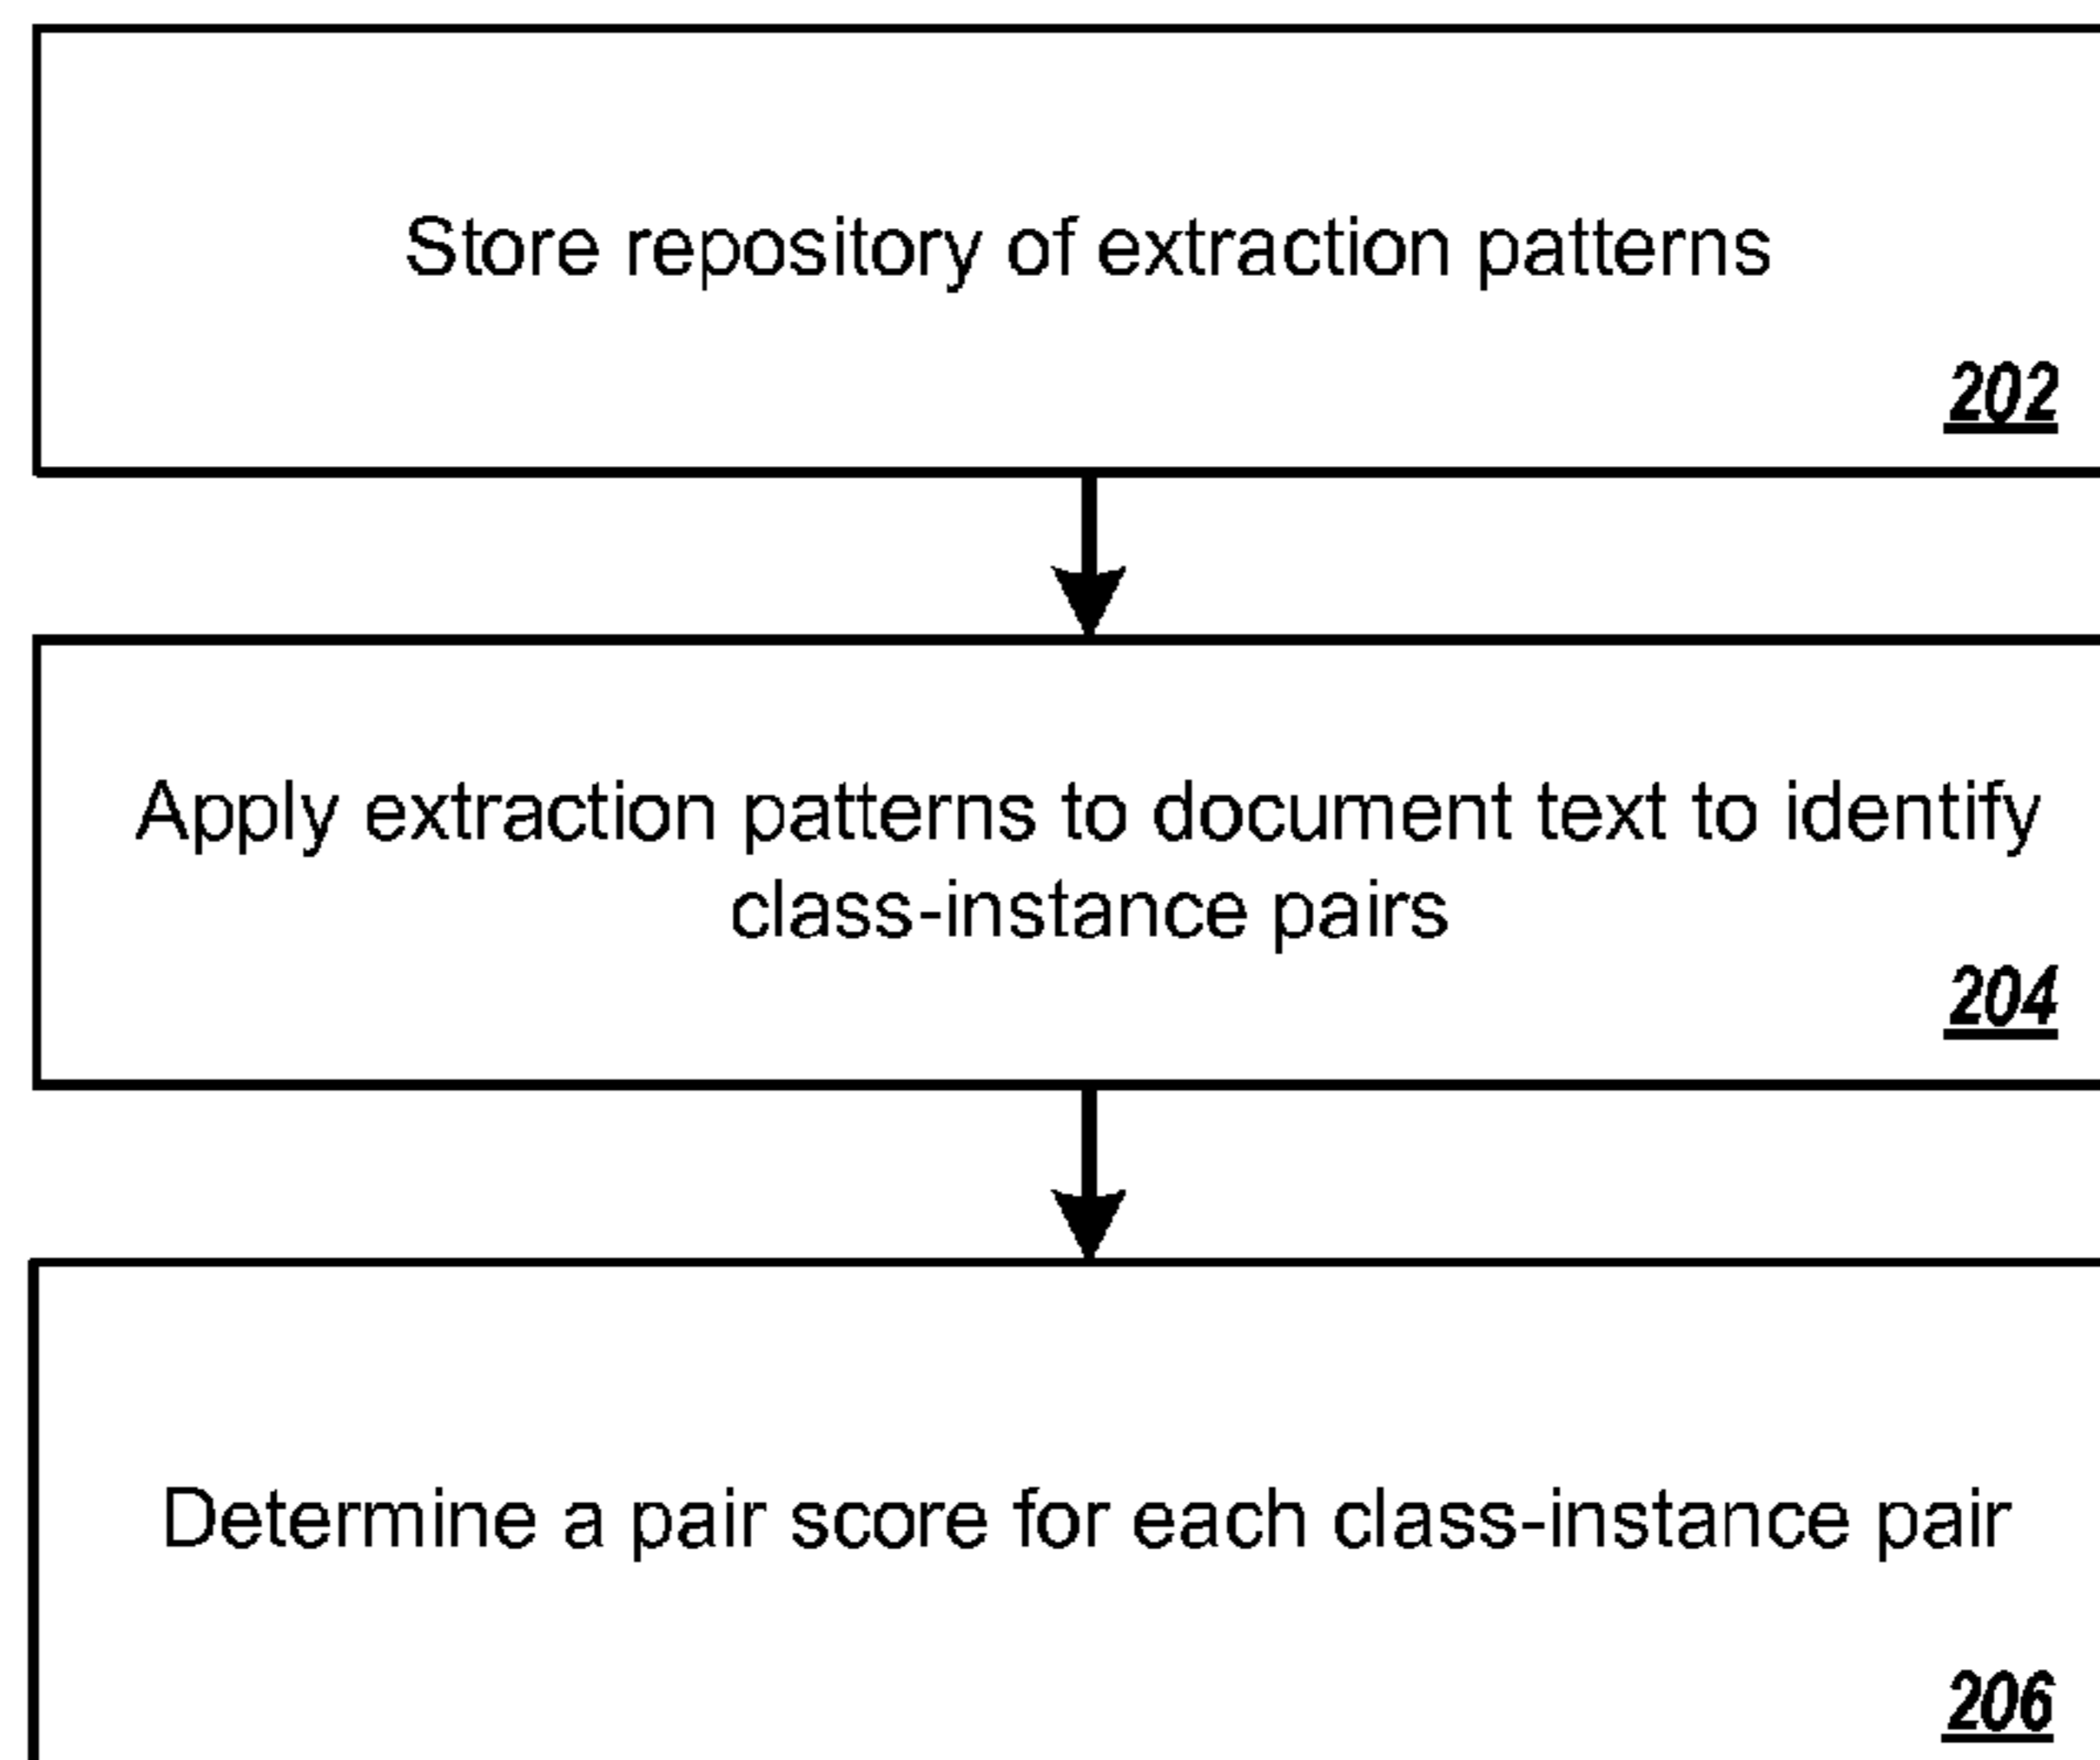 Store repository of extraction patterns
202
Apply extraction patterns to document text to identify
class-instance pairs
204
Determine a pair score for each class-instance pair
206